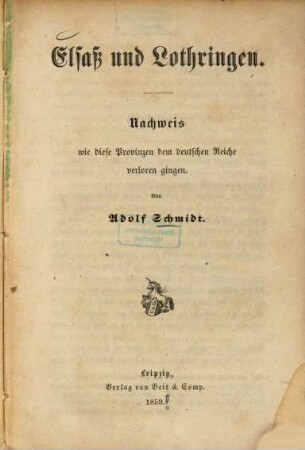 Elsaß und Lothringen.
Nachweis
wie diese Provinzen dem deutschen Reiche
verloren gingen.
Von
Adolf Schmidt.
Leipzig,
Verlag von Veit & Comp.
1859.